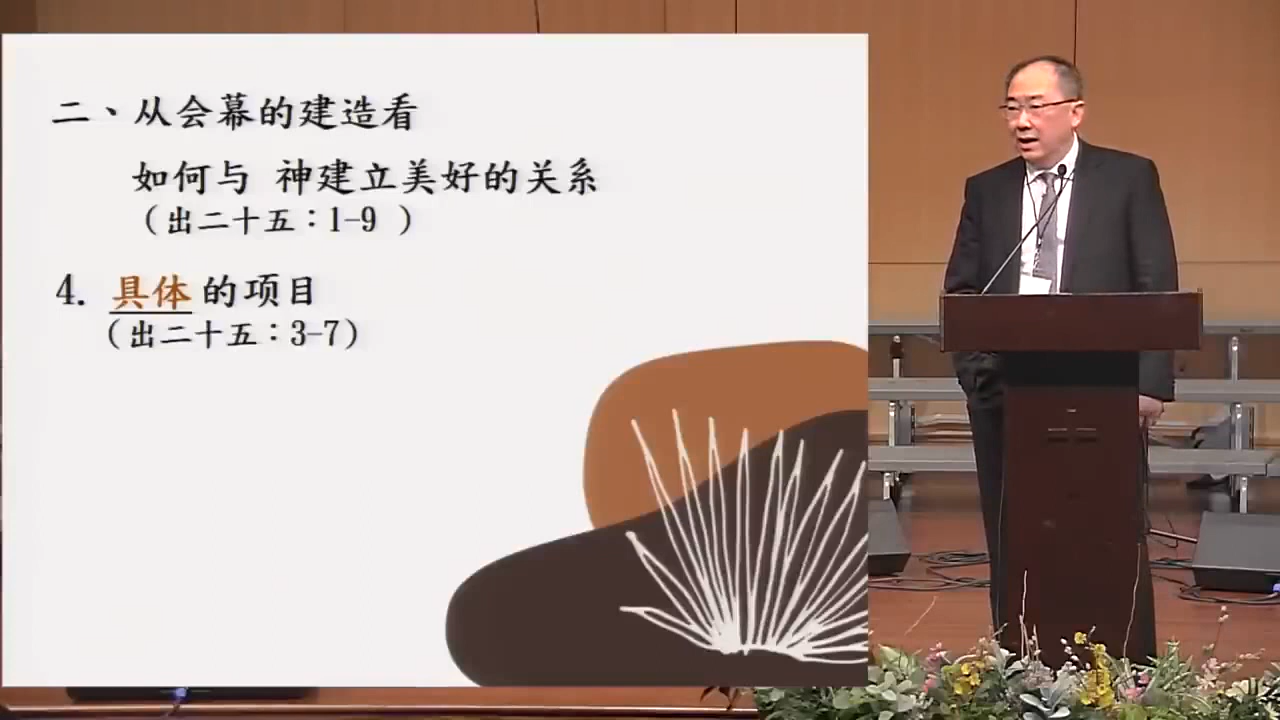 二、从会幕的建造看
如何与 神建立美好的关系
（出二十五：1-9 ）
4. 具体 的项目
（出二十五：3-7）